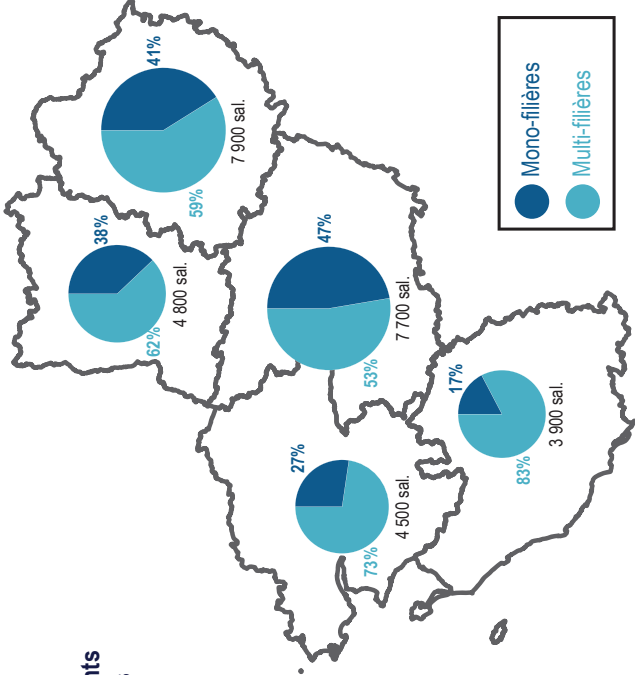 nts
41%
59%
7 900 sal.
38%
62%
4 800 sal.
47%
53%
7 700 sal.
27%
73%
4 500 sal.
17%
83%
3 900 sal.
Mono-filières
Multi-filières